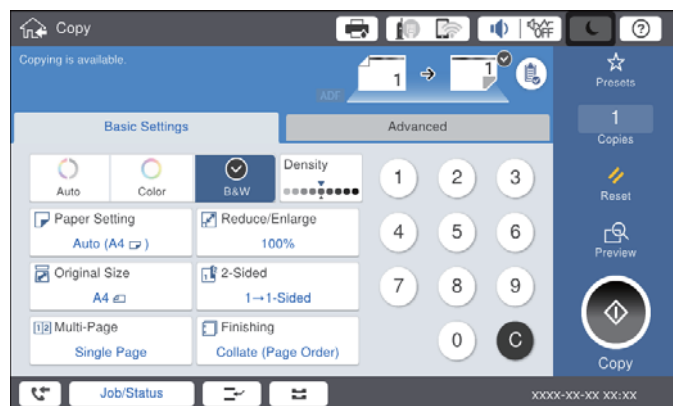 Copy
OFF
Copying is available.
ADF
1
1
Presets
1
Copies
Basic Settings
Advanced
Auto
Color
B&W
Density
1
2
3
Reset
Paper Setting
Auto (A4)
Reduce/Enlarge
100%
4
5
6
Preview
Original Size
A4
2-Sided
1→1-Sided
7
8
9
Multi-Page
Single Page
Finishing
Collate (Page Order)
0
C
Copy
Job/Status
xxxx-xx-xx xx:xx